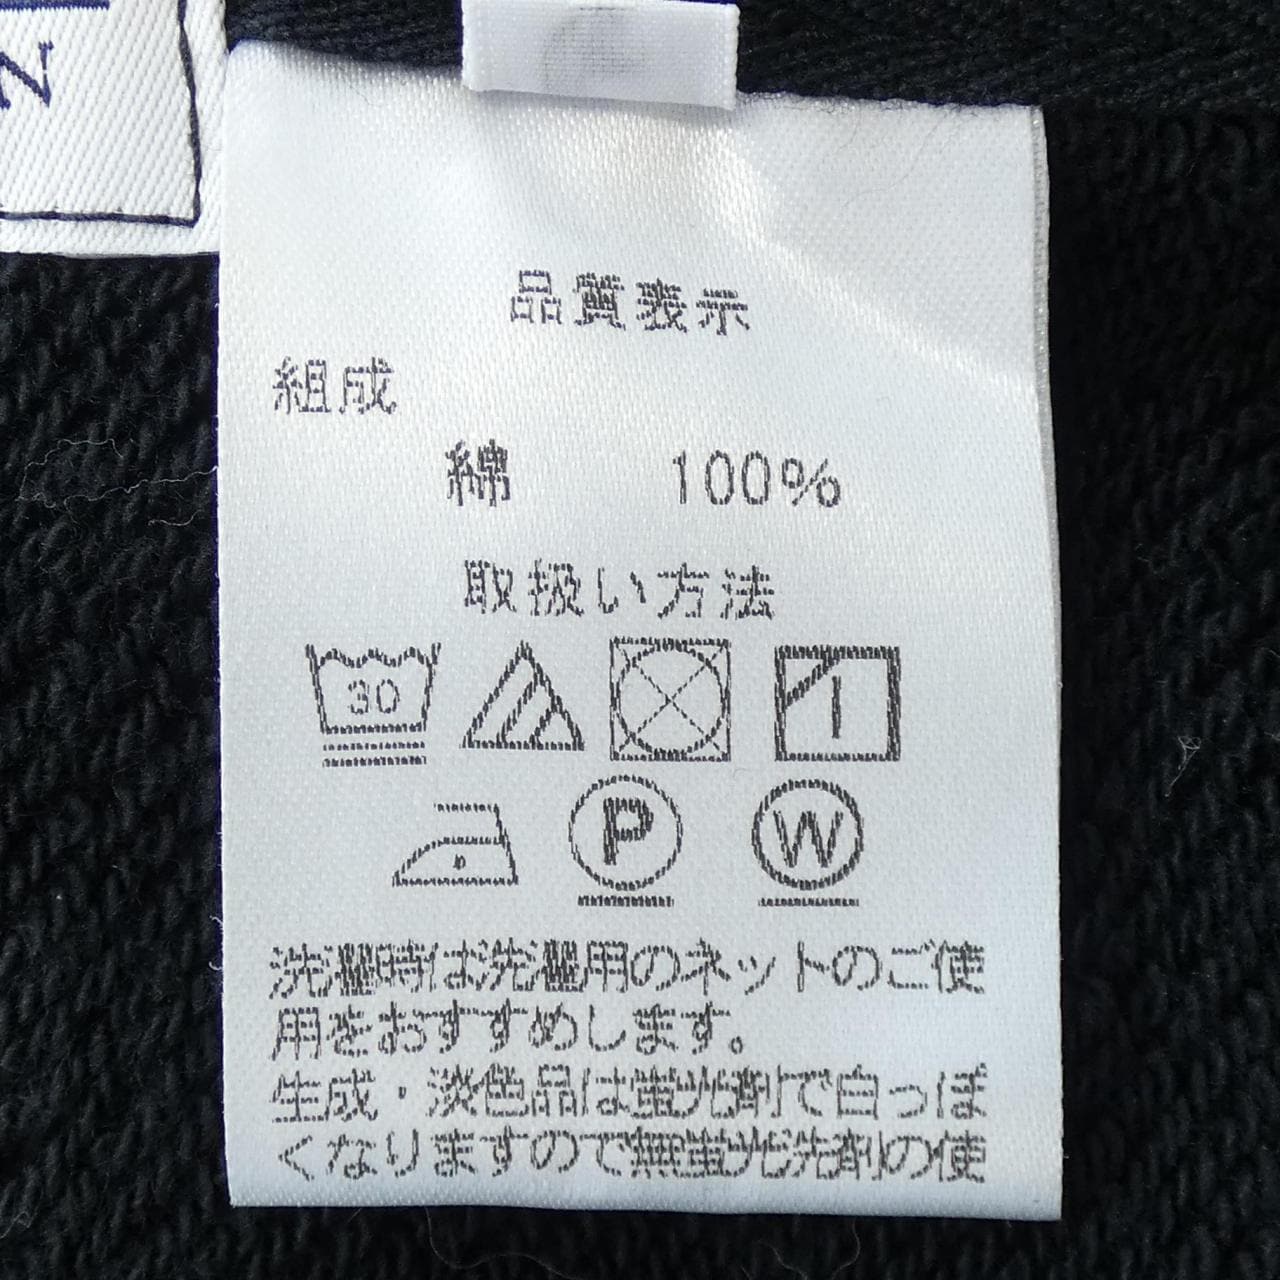 N
品質表示
組成
綿 100%
取扱い方法
30
P W
洗濯時は洗濯用のネットのご使
用をおすすめします。
生成・淡色品は蛍光剤で白っぽ
くなりますので無蛍光洗剤の使